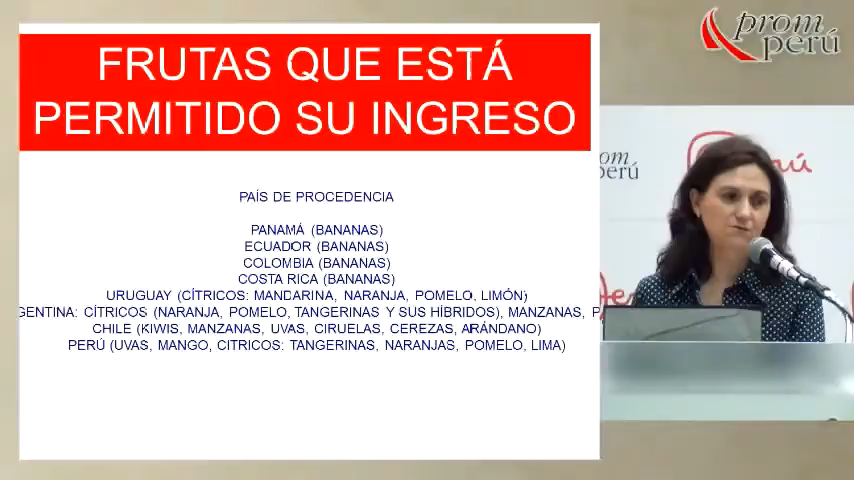 FRUTAS QUE ESTÁ
PERMITIDO SU INGRESO
PAÍS DE PROCEDENCIA
PANAMÁ (BANANAS)
ECUADOR (BANANAS)
COLOMBIA (BANANAS)
COSTA RICA (BANANAS)
URUGUAY (CÍTRICOS: MANDARINA, NARANJA, POMELO, LIMÓN)
GENTINA: CÍTRICOS (NARANJA, POMELO, TANGERINAS Y SUS HÍBRIDOS), MANZANAS, P
CHILE (KIWIS, MANZANAS, UVAS, CIRUELAS, CEREZAS, ARÁNDANO)
PERÚ (UVAS, MANGO, CITRICOS: TANGERINAS, NARANJAS, POMELO, LIMA)
prom
perú
om
perú
rú